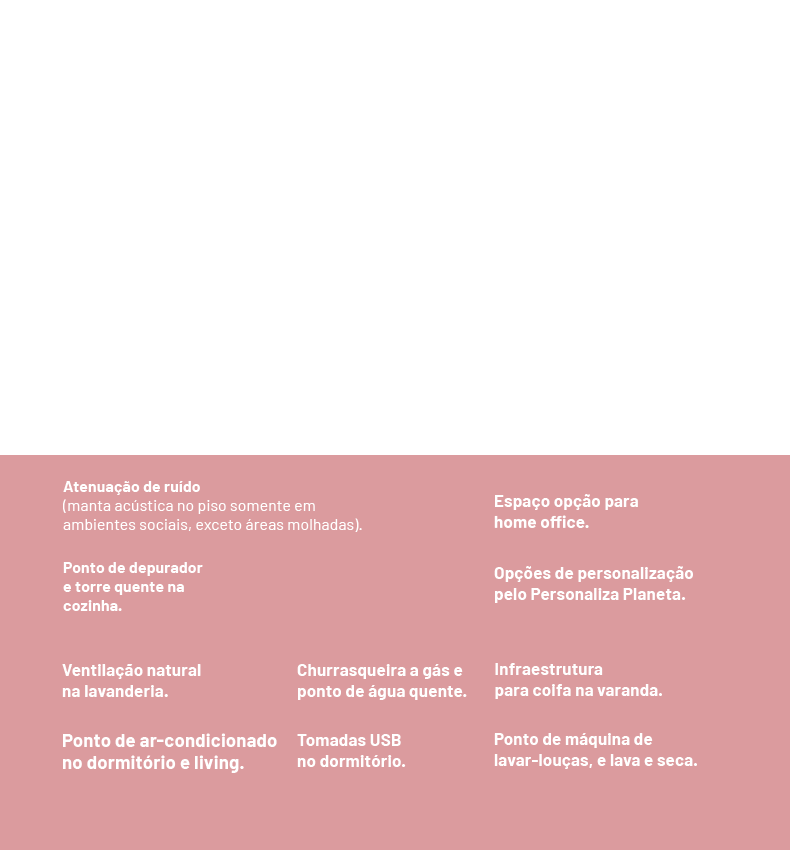 Atenuação de ruído
(manta acústica no piso somente em
ambientes sociais, exceto áreas molhadas).
Espaço opção para
home office.
Ponto de depurador
e torre quente na
cozinha.
Opções de personalização
pelo Personaliza Planeta.
Ventilação natural
na lavanderia.
Churrasqueira a gás e
ponto de água quente.
Infraestrutura
para coifa na varanda.
Ponto de ar-condicionado
no dormitório e living.
Tomadas USB
no dormitório.
Ponto de máquina de
lavar-louças, e lava e seca.